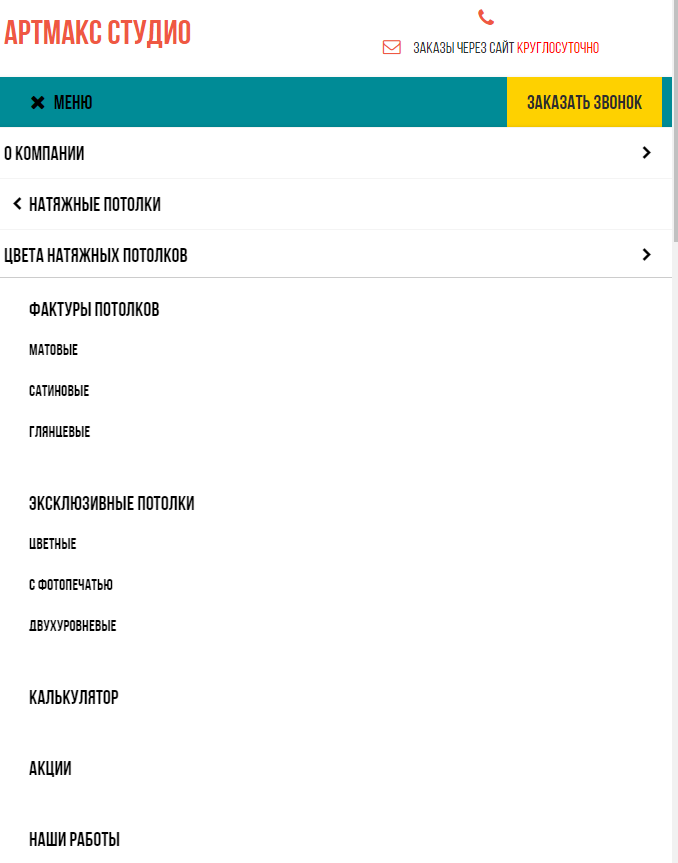 АРТМАКС СТУДИО
ЗАКАЗЫ ЧЕРЕЗ САЙТ КРУГЛОСУТОЧНО
МЕНЮ
ЗАКАЗАТЬ ЗВОНОК
О КОМПАНИИ
НАТЯЖНЫЕ ПОТОЛКИ
ЦВЕТА НАТЯЖНЫХ ПОТОЛКОВ
ФАКТУРЫ ПОТОЛКОВ
МАТОВЫЕ
САТИНОВЫЕ
ГЛЯНЦЕВЫЕ
ЭКСКЛЮЗИВНЫЕ ПОТОЛКИ
ЦВЕТНЫЕ
С ФОТОПЕЧАТЬЮ
ДВУХУРОВНЕВЫЕ
КАЛЬКУЛЯТОР
АКЦИИ
НАШИ РАБОТЫ